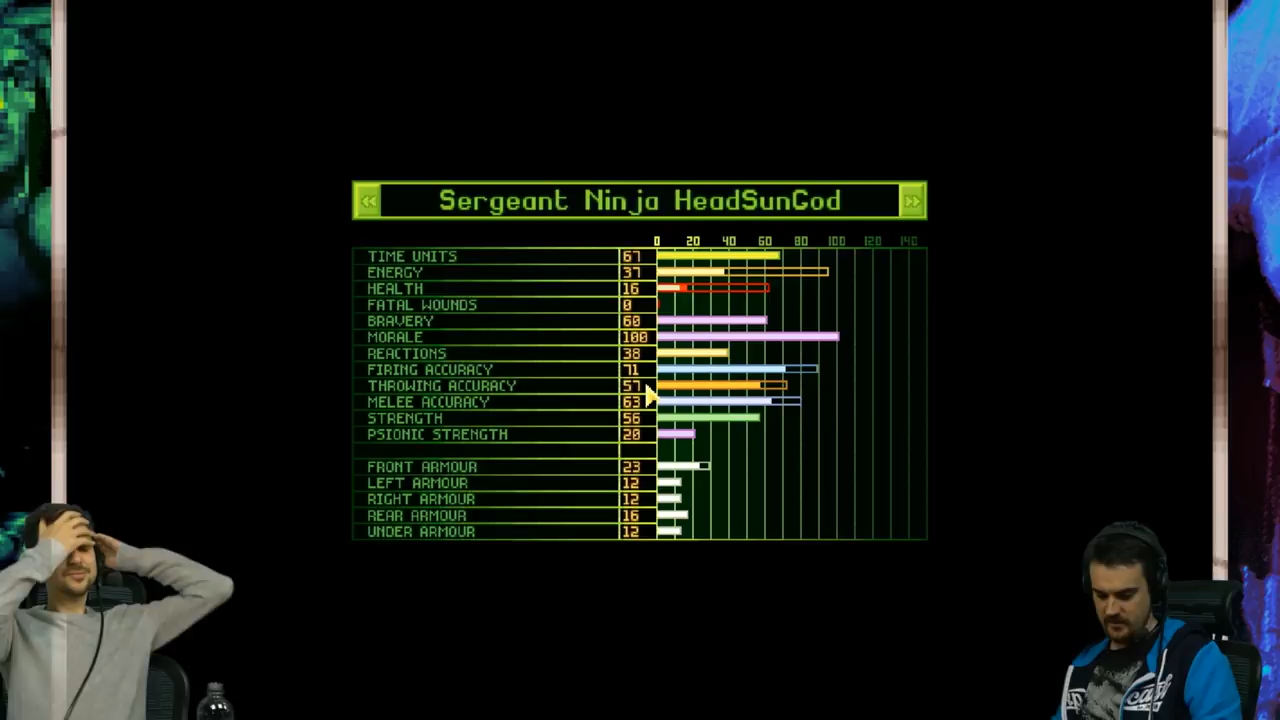 Sergeant Ninja HeadSunGod
0 20 40 60 80 100 120 140
TIME UNITS 67
ENERGY 37
HEALTH 16
FATAL WOUNDS 0
BRAVERY 60
MORALE 100
REACTIONS 38
FIRING ACCURACY 71
THROWING ACCURACY 57
MELEE ACCURACY 63
STRENGTH 56
PSIONIC STRENGTH 20
FRONT ARMOUR 23
LEFT ARMOUR 12
RIGHT ARMOUR 12
REAR ARMOUR 16
UNDER ARMOUR 12